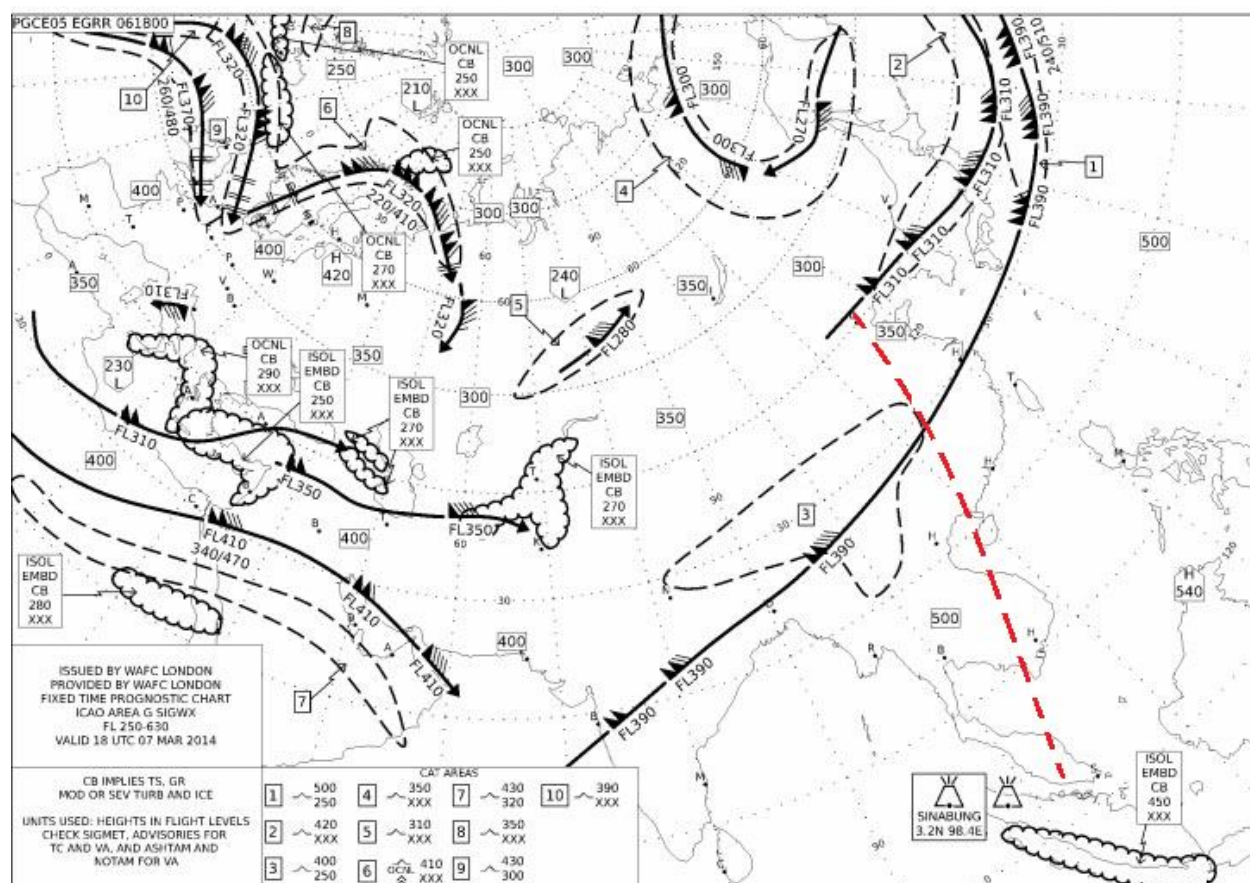 PGCE05 EGRR 061800
8
OCNL
CB
250
XXX
300
300
250
210
L
10
9
6
FL320
FL370
260/480
FL320
OCNL
CB
250
XXX
400
FL320
220/410
300
300
400
H
420
OCNL
CB
270
XXX
FL320
350
FL310
230
L
OCNL
CB
290
XXX
ISOL
EMBD
CB
250
XXX
350
ISOL
EMBD
CB
270
XXX
240
L
5
FL280
300
350
FL300
300
FL300
FL270
4
2
FL310
FL390
240/510
FL390
1
FL310
FL390
FL310
FL310
300
350
L
350
500
FL310
400
FL350
FL350
ISOL
EMBD
CB
270
XXX
3
FL390
FL410
340/470
400
FL410
FL410
400
ISOL
EMBD
CB
280
XXX
7
FL390
FL390
500
H
540
ISOL
EMBD
CB
450
XXX
SINABUNG
3.2N 98.4E
ISSUED BY WAFC LONDON
PROVIDED BY WAFC LONDON
FIXED TIME PROGNOSTIC CHART
ICAO AREA G SIGWX
FL 250-630
VALID 18 UTC 07 MAR 2014
CB IMPLIES TS, GR
MOD OR SEV TURB AND ICE
UNITS USED: HEIGHTS IN FLIGHT LEVELS
CHECK SIGMET, ADVISORIES FOR
TC AND VA, AND ASHTAM AND
NOTAM FOR VA
CAT AREAS
1 500
250
4 350
XXX
7 430
320
10 390
XXX
2 420
XXX
5 310
XXX
8 350
XXX
3 400
250
6 OCNL 410
XXX
9 430
300